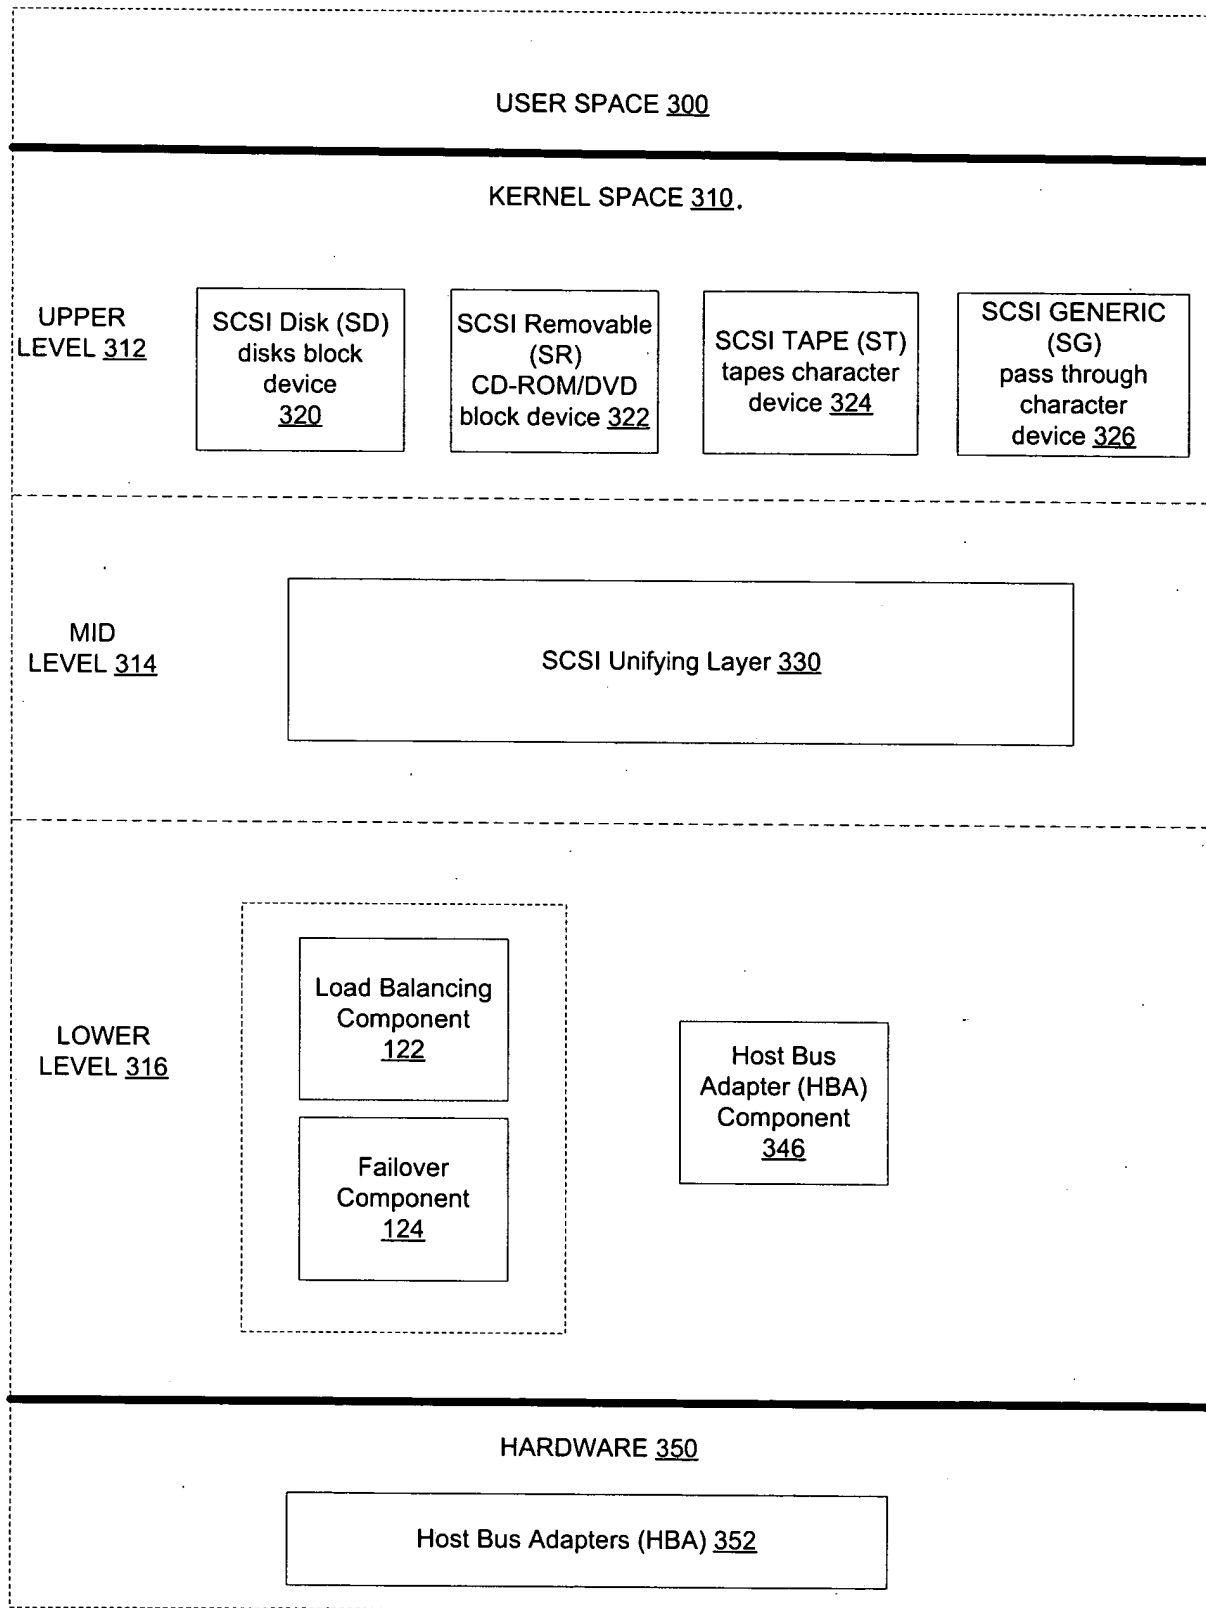 USER SPACE 300
KERNEL SPACE 310.
UPPER
LEVEL 312
SCSI Disk (SD)
disks block
device
320
SCSI Removable
(SR)
CD-ROM/DVD
block device 322
SCSI TAPE (ST)
tapes character
device 324
SCSI GENERIC
(SG)
pass through
character
device 326
MID
LEVEL 314
SCSI Unifying Layer 330
LOWER
LEVEL 316
Load Balancing
Component
122
Failover
Component
124
Host Bus
Adapter (HBA)
Component
346
HARDWARE 350
Host Bus Adapters (HBA) 352